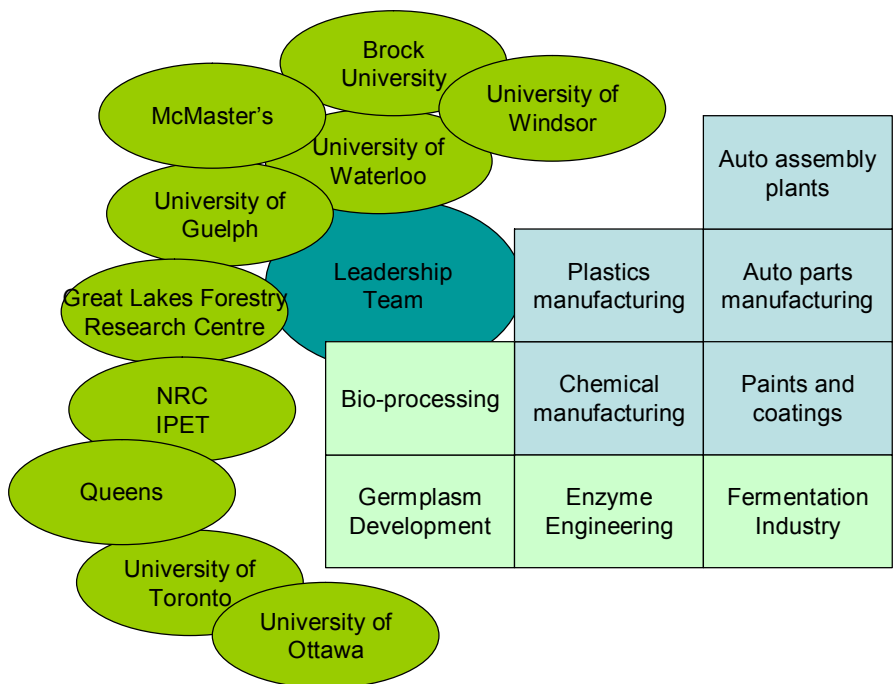 Brock
University
University of
Windsor
McMaster's
University of
Waterloo
Auto assembly
plants
University of
Guelph
Leadership
Team
Plastics
manufacturing
Auto parts
manufacturing
Great Lakes Forestry
Research Centre
NRC
IPET
Bio-processing
Chemical
manufacturing
Paints and
coatings
Queens
Germplasm
Development
Enzyme
Engineering
Fermentation
Industry
University of
Toronto
University of
Ottawa